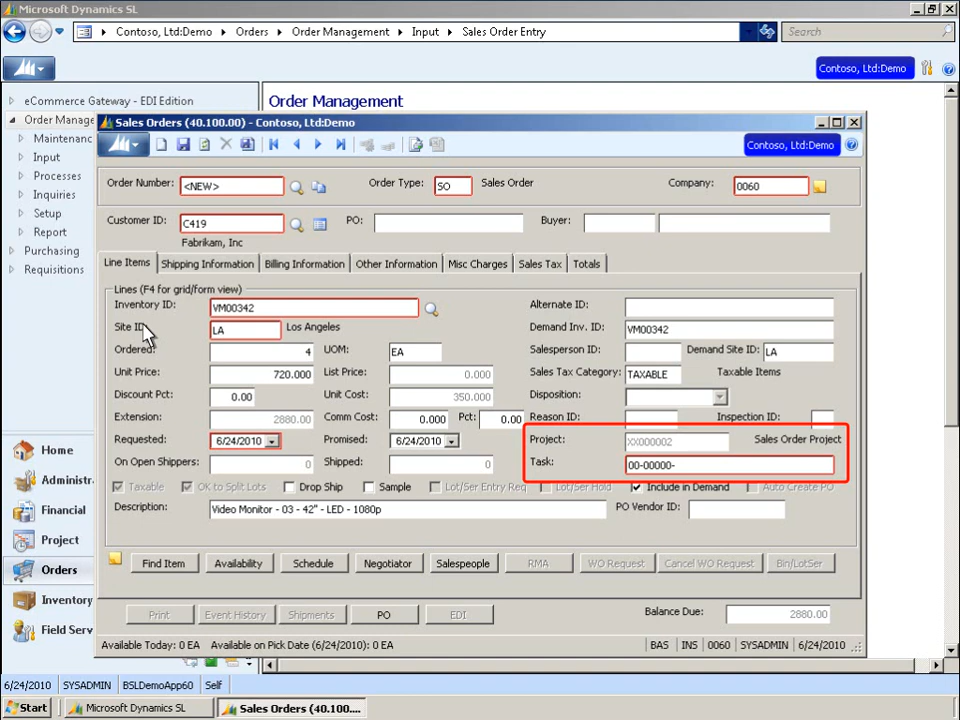 Microsoft Dynamics SL
Contoso, Ltd:Demo Orders Order Management Input Sales Order Entry Search
Contoso, Ltd:Demo
eCommerce Gateway - EDI Edition
Order Management
Order Manage
Sales Orders (40.100.00) - Contoso, Ltd:Demo
Maintenanc
Contoso, Ltd:Demo
Input
Processes
Order Number: <NEW> Order Type: SO Sales Order Company: 0060
Inquiries
Setup
Customer ID: C419 PO: Buyer:
Report
Fabrikam, Inc
Purchasing
Line Items Shipping Information Billing Information Other Information Misc Charges Sales Tax Totals
Requisitions
Lines (F4 for grid/form view)
Inventory ID: VM00342 Alternate ID:
Site ID: LA Los Angeles Demand Inv. ID: VM00342
Ordered: 4 UOM: EA Salesperson ID: Demand Site ID: LA
Unit Price: 720.000 List Price: 0.000 Sales Tax Category: TAXABLE Taxable Items
Discount Pct: 0.00 Unit Cost: 350.000 Disposition:
Extension: 2880.00 Comm Cost: 0.000 Pct: 0.00 Reason ID: Inspection ID:
Requested: 6/24/2010 Promised: 6/24/2010 Project: XX000002 Sales Order Project
On Open Shippers: 0 Shipped: 0 Task: 00-00000-
Taxable OK to Split Lots Drop Ship Sample Lot/Ser Entry Req Lot/Ser Hold Include in Demand Auto Create PO
Description: Video Monitor - 03 - 42" - LED - 1080p PO Vendor ID:
Find Item Availability Schedule Negotiator Salespeople RMA WO Request Cancel WO Request Bin/LotSer
Print Event History Shipments PO EDI Balance Due: 2880.00
Available Today: 0 EA Available on Pick Date (6/24/2010): 0 EA BAS INS 0060 SYSADMIN 6/24/2010
Home
Administr
Financial
Project
Orders
Inventory
Field Serv
6/24/2010 SYSADMIN BSLDemoApp60 Self
Start Microsoft Dynamics SL Sales Orders (40.100....